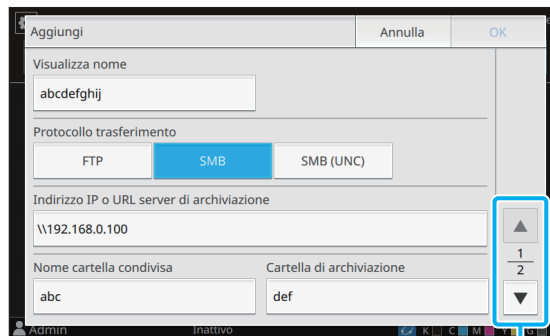 Aggiungi Annulla OK
Visualizza nome
abcdefghij
Protocollo trasferimento
FTP SMB SMB (UNC)
Indirizzo IP o URL server di archiviazione
\\192.168.0.100
1
2
Nome cartella condivisa Cartella di archiviazione
abc def
Admin Inattivo K C M Y G